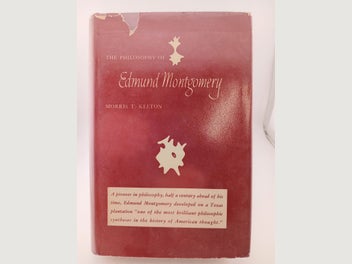 THE PHILOSOPHY OF
Edmund Montgomery
MORRIS T. KEETON
A pioneer in philosophy, half a century ahead of his
time, Edmund Montgomery developed on a Texas
plantation "one of the most brilliant philosophic
syntheses in the history of American thought."